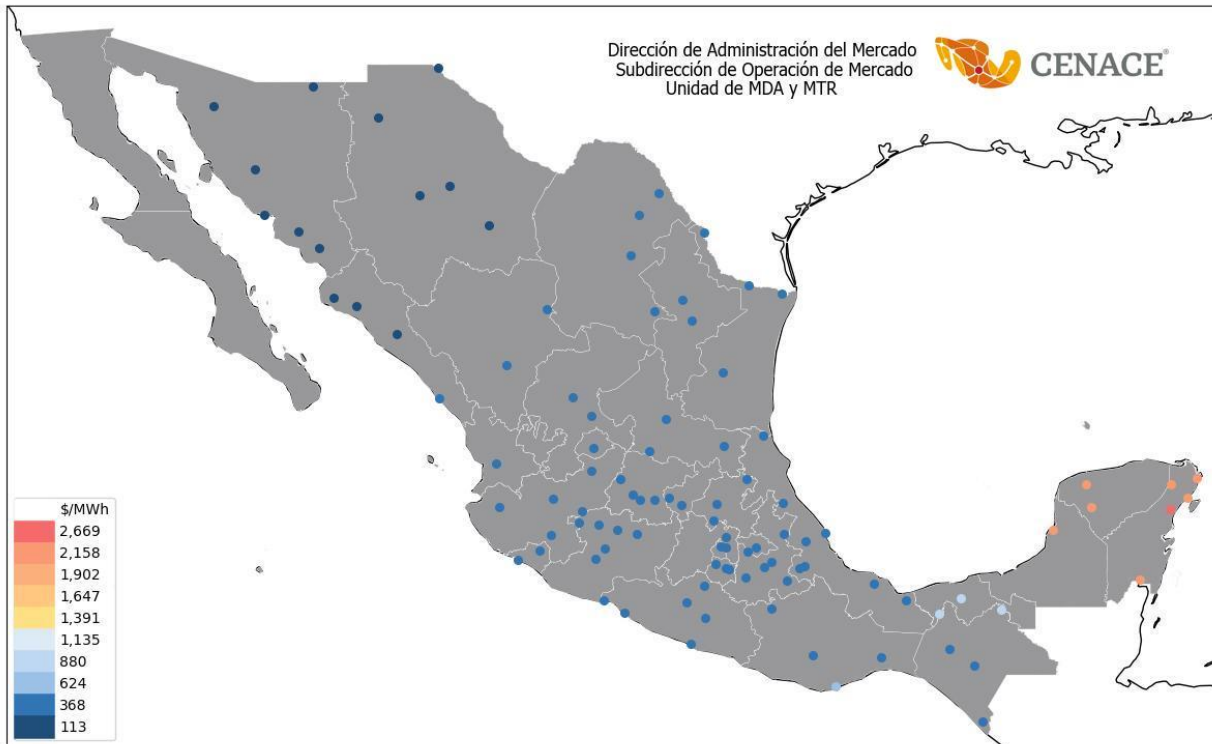 Dirección de Administración del Mercado
Subdirección de Operación de Mercado
Unidad de MDA y MTR
CENACE®
$/MWh
2,669
2,158
1,902
1,647
1,391
1,135
880
624
368
113